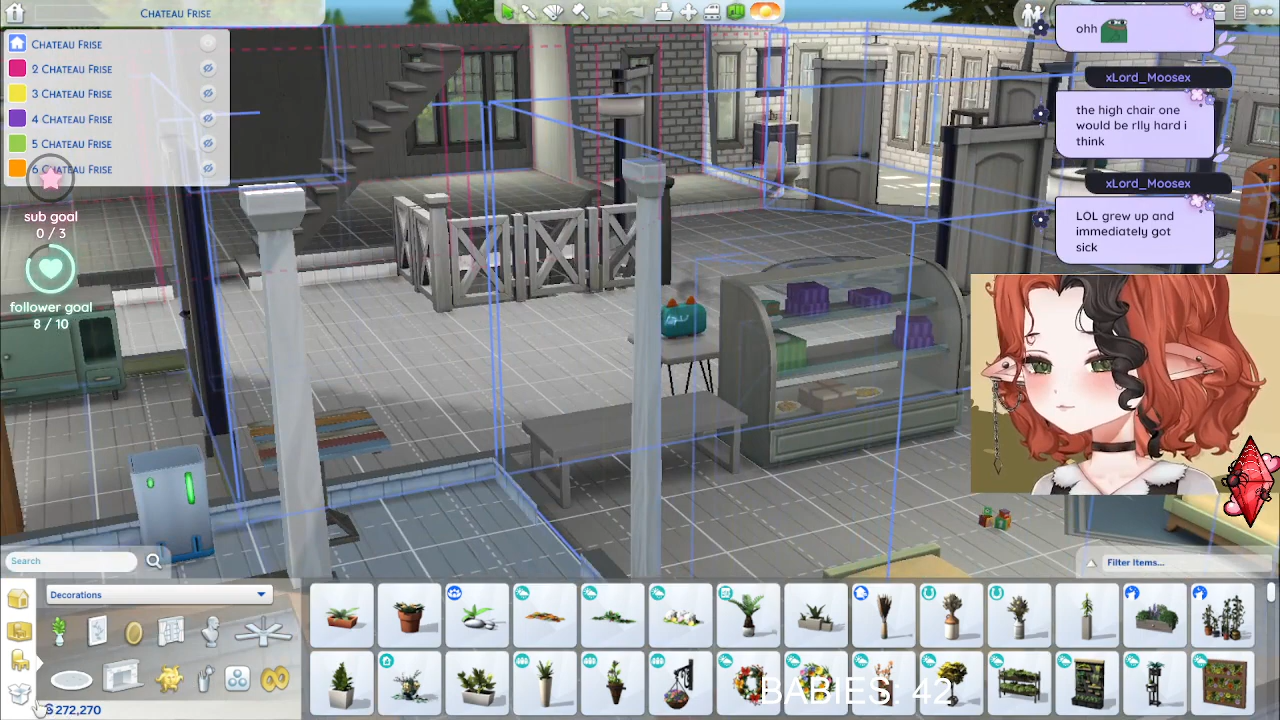 CHATEAU FRISE
CHATEAU FRISE
2 CHATEAU FRISE
3 CHATEAU FRISE
4 CHATEAU FRISE
5 CHATEAU FRISE
6 CHATEAU FRISE
sub goal
0 / 3
follower goal
8 / 10
ohh
xLord_Moosex
the high chair one
would be rlly hard i
think
xLord_Moosex
LOL grew up and
immediately got
sick
Search
Filter Items...
Decorations
§272,270
BABIES: 42